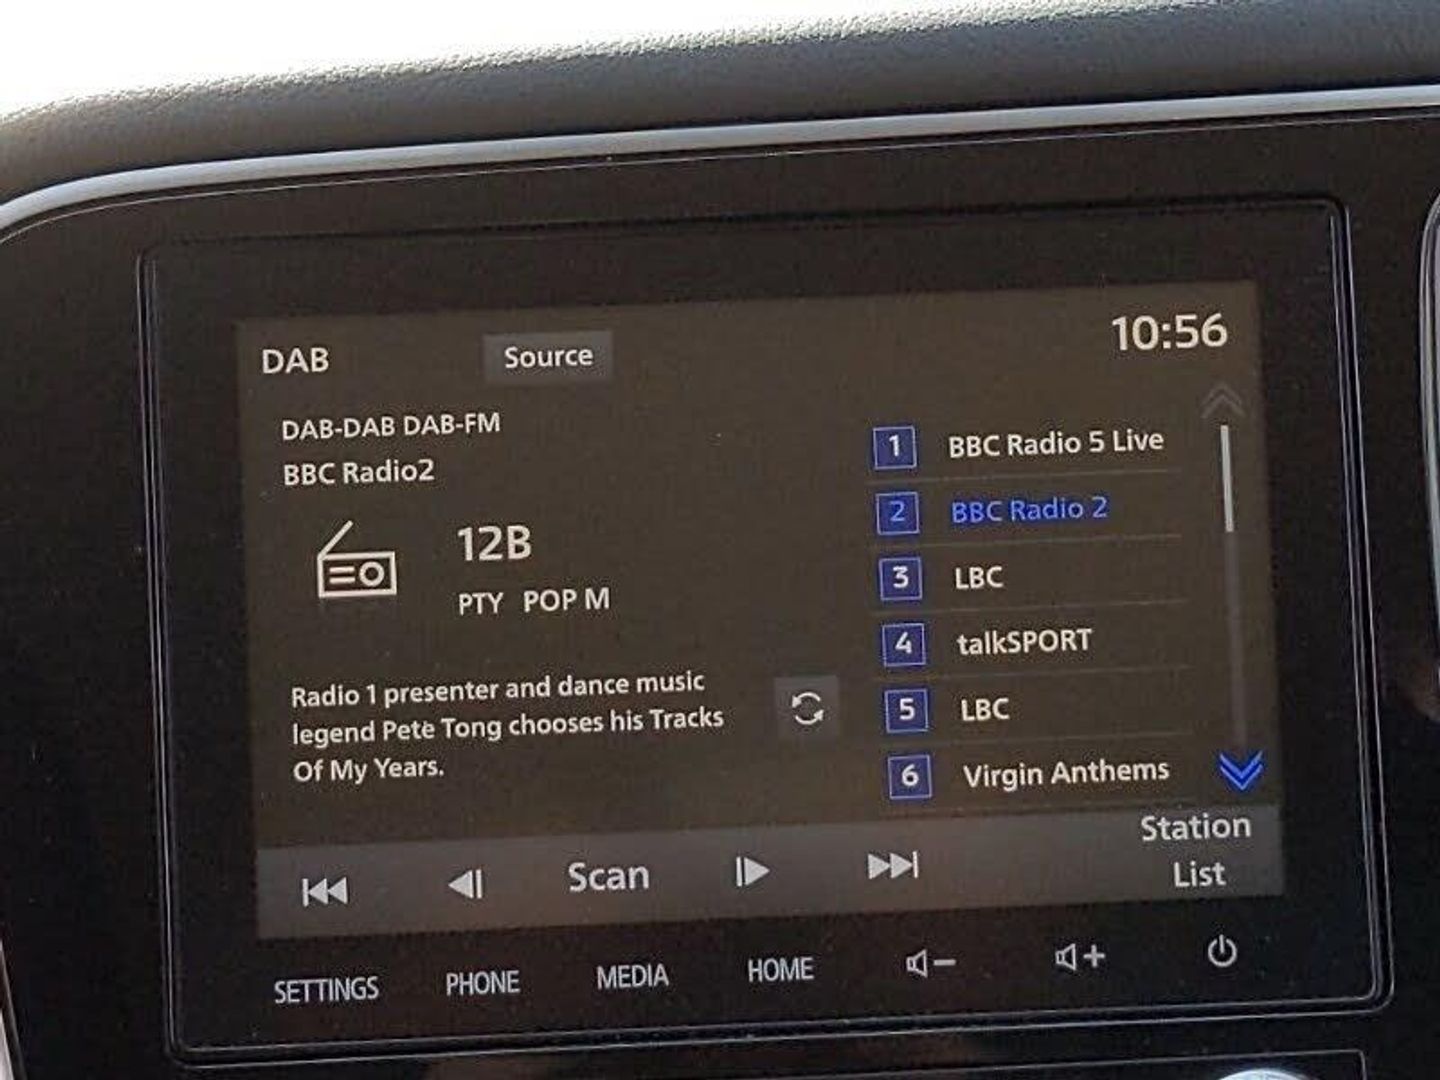 DAB
Source
10:56
DAB-DAB DAB-FM
BBC Radio2
12B
PTY POP M
Radio 1 presenter and dance music
legend Pete Tong chooses his Tracks
Of My Years.
1 BBC Radio 5 Live
2 BBC Radio 2
3 LBC
4 talkSPORT
5 LBC
6 Virgin Anthems
Scan
Station
List
SETTINGS
PHONE
MEDIA
HOME